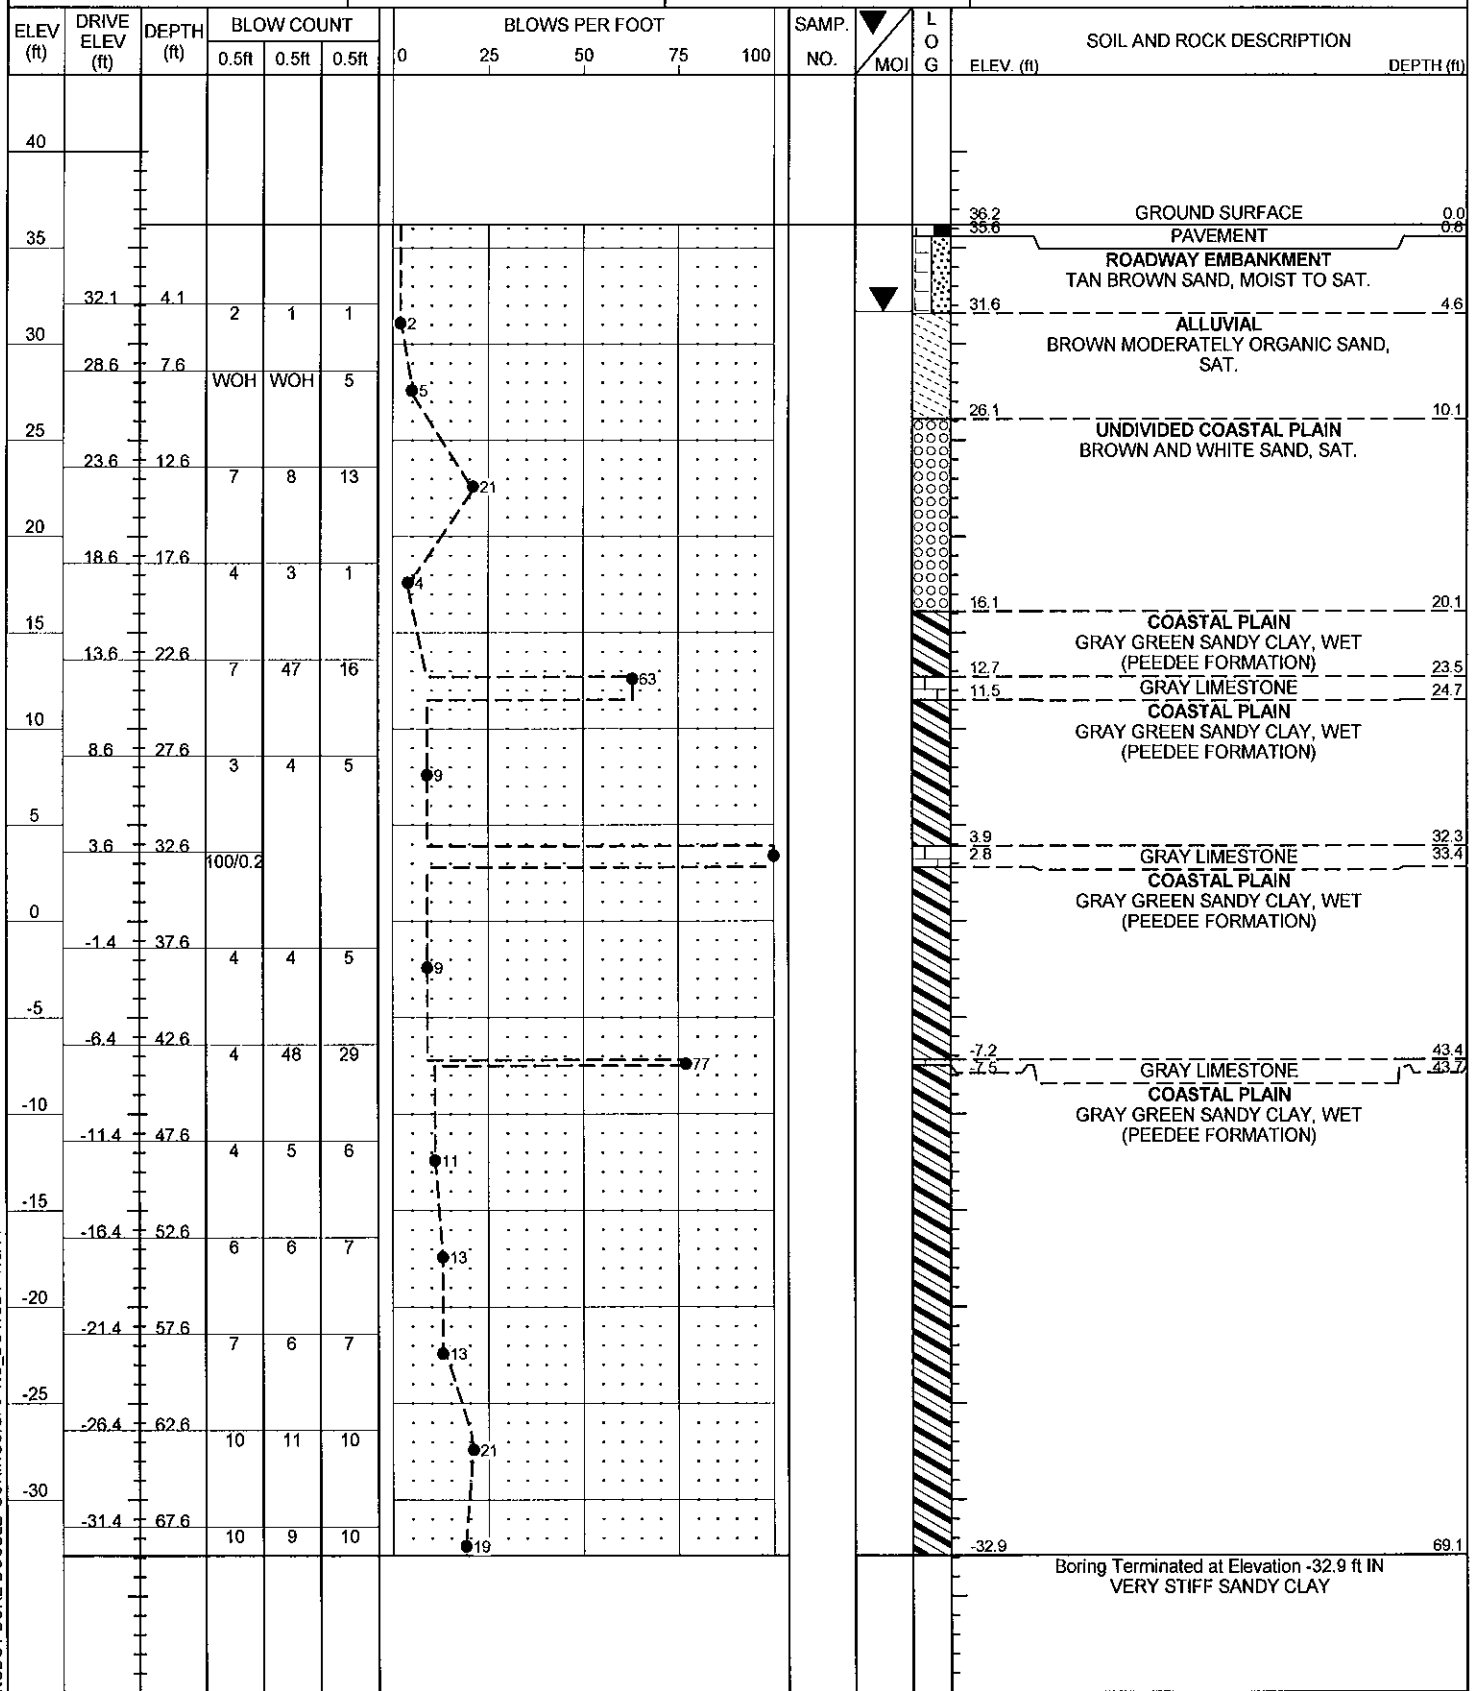 ELEV (ft) DRIVE ELEV (ft) DEPTH (ft) BLOW COUNT BLOWS PER FOOT SAMP. NO. MOI LOG SOIL AND ROCK DESCRIPTION
0.5ft 0.5ft 0.5ft 0 25 50 75 100 ELEV. (ft) DEPTH (ft)
40
36.2 GROUND SURFACE 0.0
35.6 PAVEMENT 0.6
35
ROADWAY EMBANKMENT
TAN BROWN SAND, MOIST TO SAT.
32.1 4.1 2 1 1 2
31.6 4.6
ALLUVIAL
BROWN MODERATELY ORGANIC SAND,
SAT.
30
28.6 7.6 WOH WOH 5 5
26.1 10.1
UNDIVIDED COASTAL PLAIN
BROWN AND WHITE SAND, SAT.
25
23.6 12.6 7 8 13 21
20
18.6 17.6 4 3 1 4
16.1 20.1
COASTAL PLAIN
GRAY GREEN SANDY CLAY, WET
(PEEDEE FORMATION)
15
13.6 22.6 7 47 16 63
12.7 23.5
GRAY LIMESTONE
11.5 24.7
COASTAL PLAIN
GRAY GREEN SANDY CLAY, WET
(PEEDEE FORMATION)
10
8.6 27.6 3 4 5 9
5
3.9 32.3
3.6 32.6 100/0.2
GRAY LIMESTONE
2.8 33.4
COASTAL PLAIN
GRAY GREEN SANDY CLAY, WET
(PEEDEE FORMATION)
0
-1.4 37.6 4 4 5 9
-5
-6.4 42.6 4 48 29 77
-7.2 43.4
GRAY LIMESTONE
-7.5 43.7
COASTAL PLAIN
GRAY GREEN SANDY CLAY, WET
(PEEDEE FORMATION)
-10
-11.4 47.6 4 5 6 11
-15
-16.4 52.6 6 6 7 13
-20
-21.4 57.6 7 6 7 13
-25
-26.4 62.6 10 11 10 21
-30
-31.4 67.6 10 9 10 19
-32.9 69.1
Boring Terminated at Elevation -32.9 ft IN
VERY STIFF SANDY CLAY